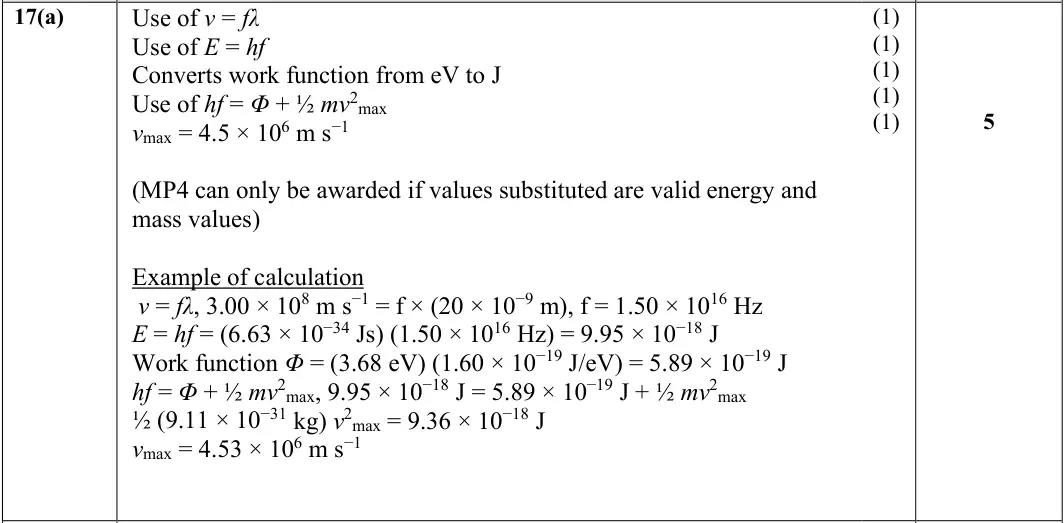 17(a)
Use of v = fλ (1)
Use of E = hf (1)
Converts work function from eV to J (1)
Use of hf = Φ + ½ mv²max (1)
vmax = 4.5 × 10⁶ m s⁻¹ (1) 5
(MP4 can only be awarded if values substituted are valid energy and
mass values)
Example of calculation
v = fλ, 3.00 × 10⁸ m s⁻¹ = f × (20 × 10⁻⁹ m), f = 1.50 × 10¹⁶ Hz
E = hf = (6.63 × 10⁻³⁴ Js) (1.50 × 10¹⁶ Hz) = 9.95 × 10⁻¹⁸ J
Work function Φ = (3.68 eV) (1.60 × 10⁻¹⁹ J/eV) = 5.89 × 10⁻¹⁹ J
hf = Φ + ½ mv²max, 9.95 × 10⁻¹⁸ J = 5.89 × 10⁻¹⁹ J + ½ mv²max
½ (9.11 × 10⁻³¹ kg) v²max = 9.36 × 10⁻¹⁸ J
vmax = 4.53 × 10⁶ m s⁻¹